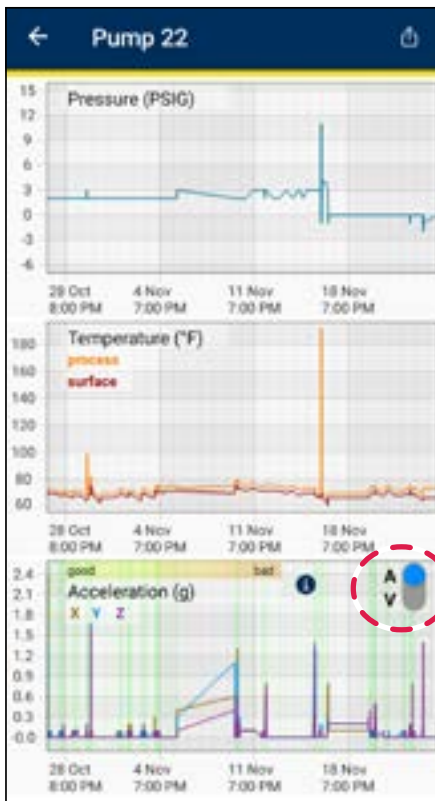 Pump 22
Pressure (PSIG)
15
12
9
6
3
0
-3
-6
28 Oct 4 Nov 11 Nov 18 Nov
8:00 PM 7:00 PM 7:00 PM 7:00 PM
Temperature (°F)
process
surface
180
160
140
120
100
80
60
28 Oct 4 Nov 11 Nov 18 Nov
8:00 PM 7:00 PM 7:00 PM 7:00 PM
good bad
Acceleration (g)
X Y Z
A
V
2.4
2.1
1.8
1.5
1.2
0.9
0.6
0.3
-0.0
28 Oct 4 Nov 11 Nov 18 Nov
8:00 PM 7:00 PM 7:00 PM 7:00 PM